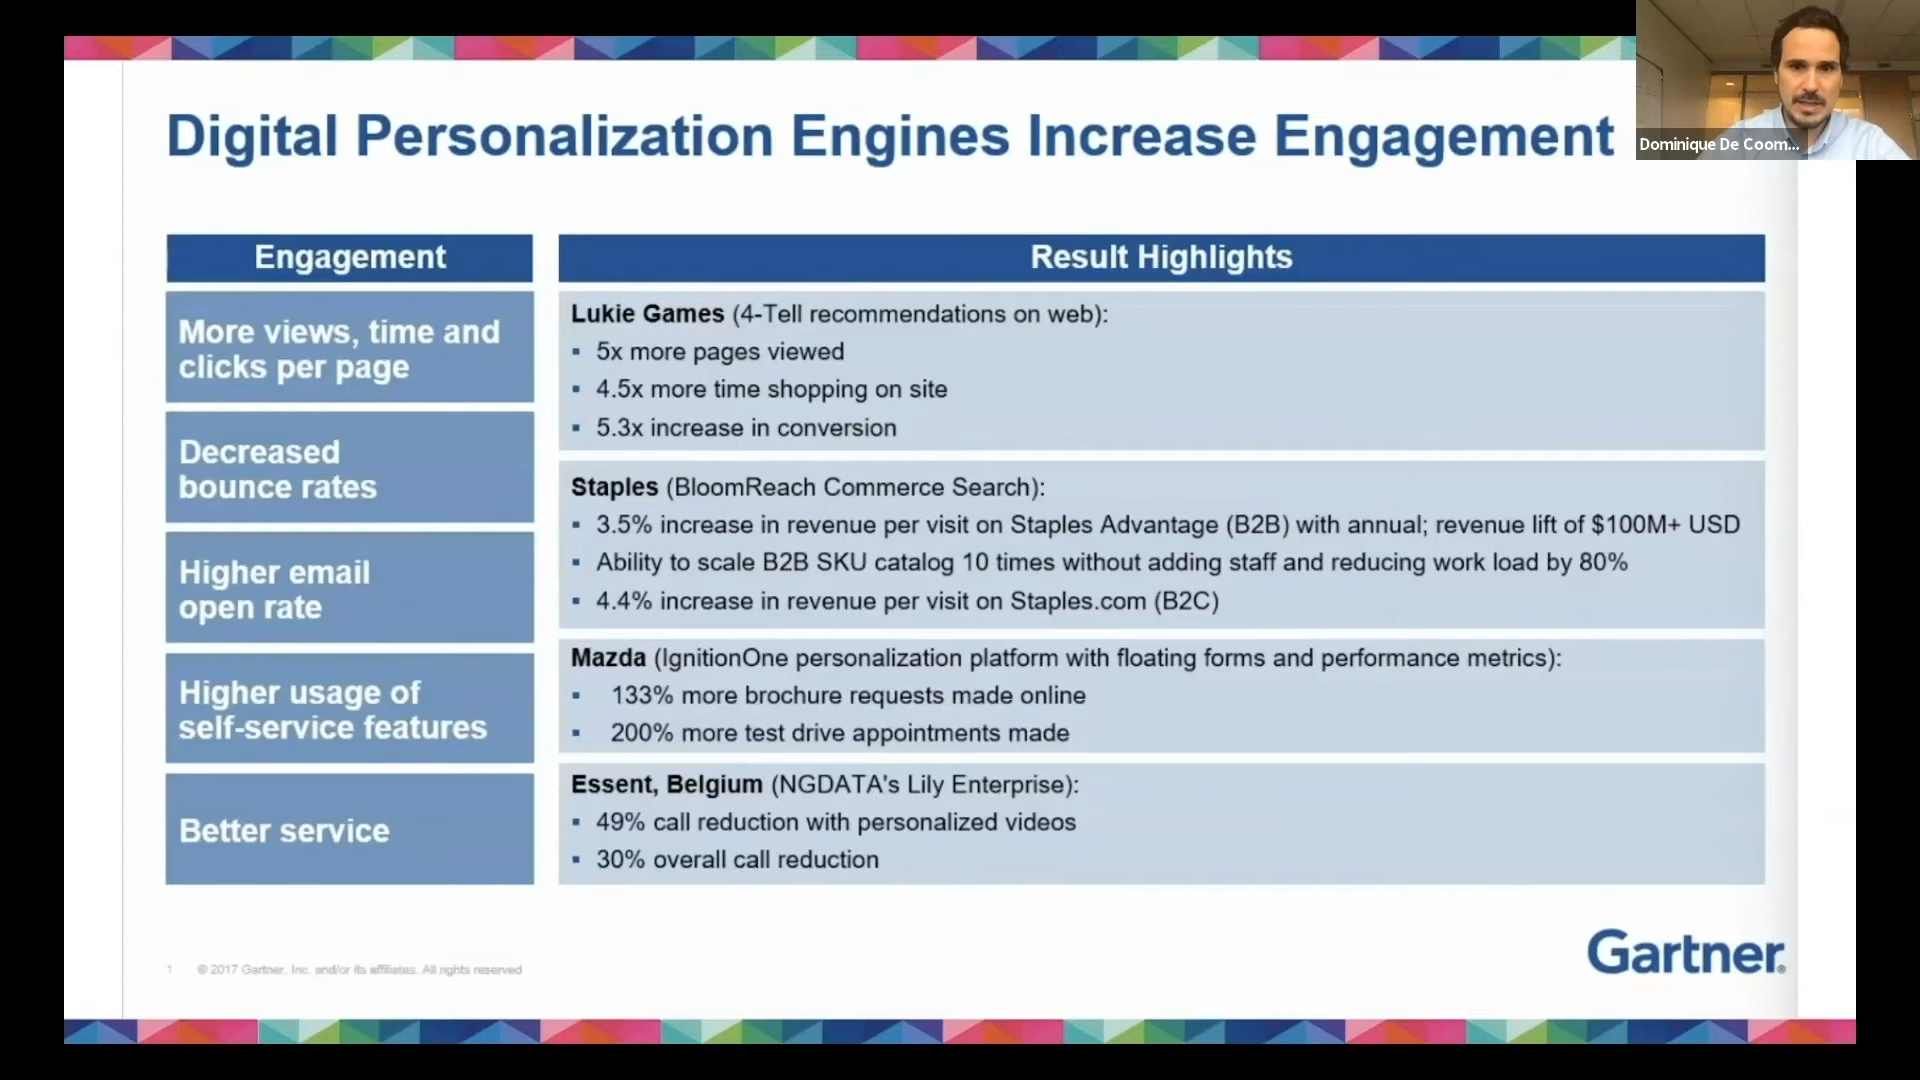 Digital Personalization Engines Increase Engagement
Dominique De Coom...
Engagement
More views, time and
clicks per page
Decreased
bounce rates
Higher email
open rate
Higher usage of
self-service features
Better service
Result Highlights
Lukie Games (4-Tell recommendations on web):
▪ 5x more pages viewed
▪ 4.5x more time shopping on site
▪ 5.3x increase in conversion
Staples (BloomReach Commerce Search):
▪ 3.5% increase in revenue per visit on Staples Advantage (B2B) with annual; revenue lift of $100M+ USD
▪ Ability to scale B2B SKU catalog 10 times without adding staff and reducing work load by 80%
▪ 4.4% increase in revenue per visit on Staples.com (B2C)
Mazda (IgnitionOne personalization platform with floating forms and performance metrics):
▪ 133% more brochure requests made online
▪ 200% more test drive appointments made
Essent, Belgium (NGDATA's Lily Enterprise):
▪ 49% call reduction with personalized videos
▪ 30% overall call reduction
1 © 2017 Gartner, Inc. and/or its affiliates. All rights reserved
Gartner®